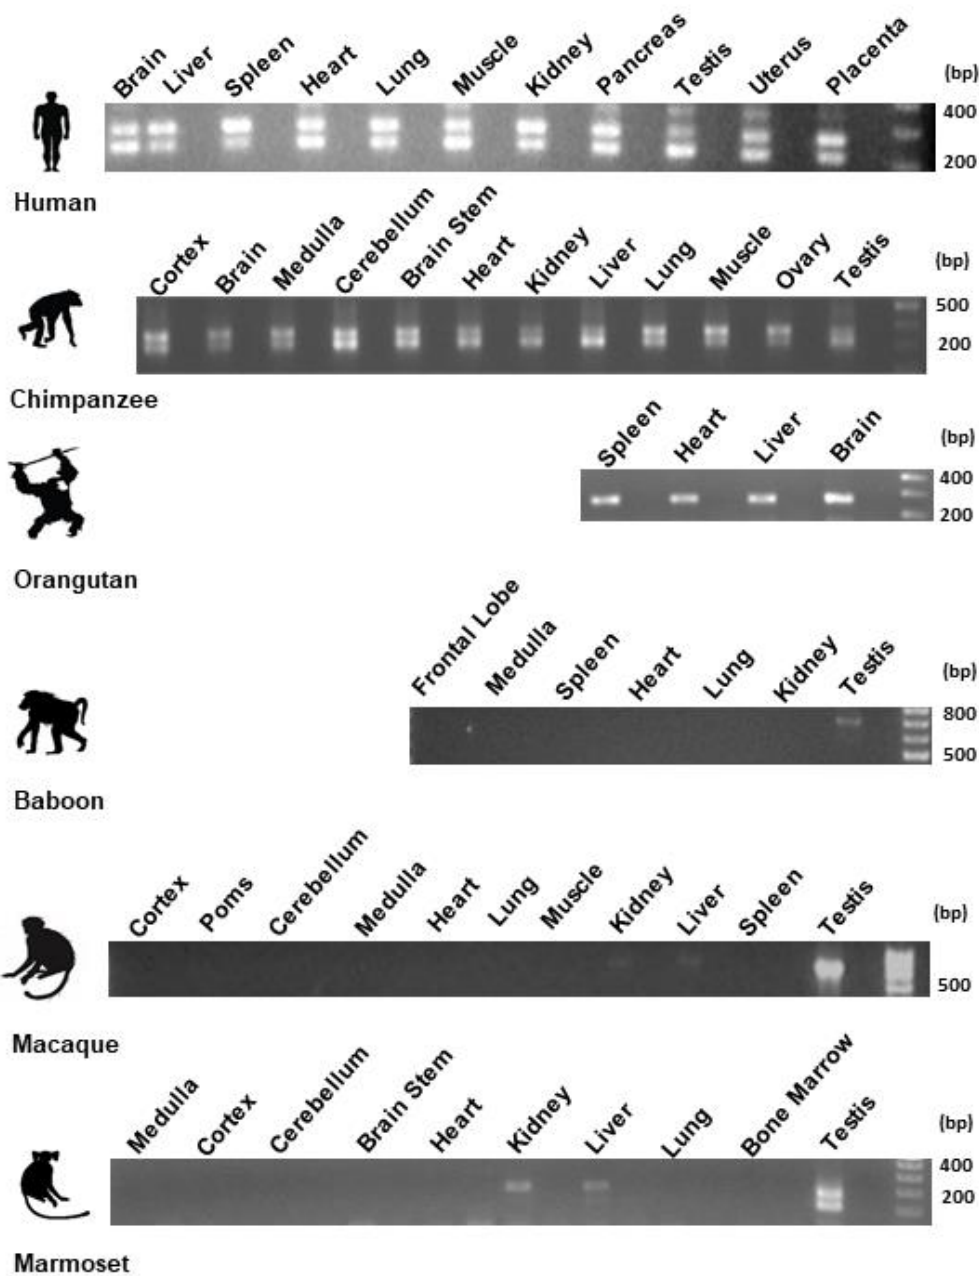 Brain Liver Spleen Heart Lung Muscle Kidney Pancreas Testis Uterus Placenta (bp)
400
200
Human
Cortex Brain Medulla Cerebellum Brain Stem Heart Kidney Liver Lung Muscle Ovary Testis (bp)
500
200
Chimpanzee
Spleen Heart Liver Brain (bp)
400
200
Orangutan
Frontal Lobe Medulla Spleen Heart Lung Kidney Testis (bp)
800
500
Baboon
Cortex Poms Cerebellum Medulla Heart Lung Muscle Kidney Liver Spleen Testis (bp)
500
Macaque
Medulla Cortex Cerebellum Brain Stem Heart Kidney Liver Lung Bone Marrow Testis (bp)
400
200
Marmoset